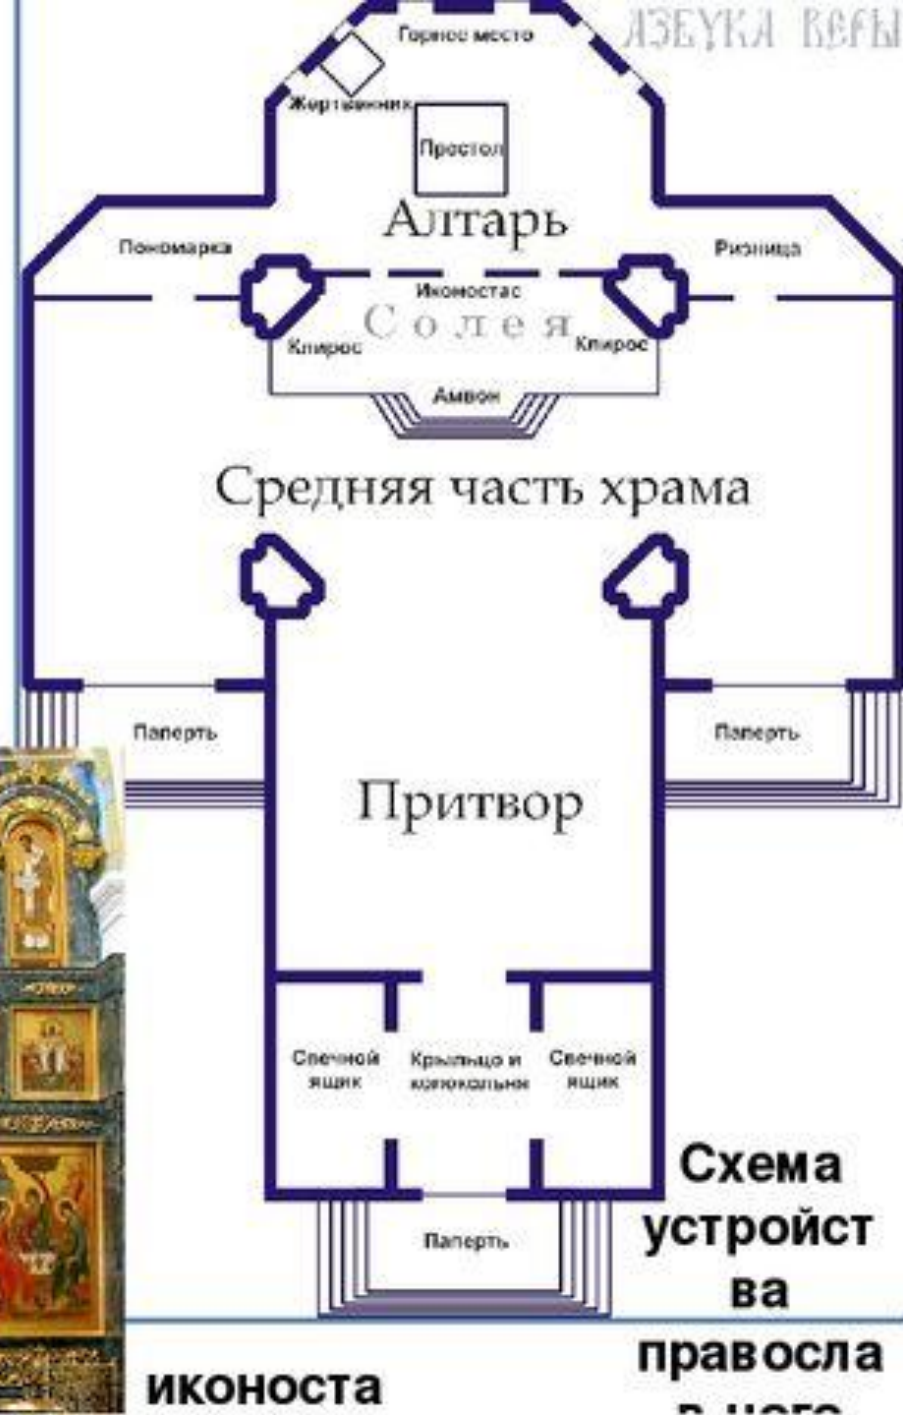 АЗБУКА ВЕРЫ
Горнее место
Жертвенник
Престол
Алтарь
Пономарка
Ризница
Иконостас
Солея
Клирос
Клирос
Амвон
Средняя часть храма
Паперть
Паперть
Притвор
Свечной
ящик
Крыльцо и
колокольня
Свечной
ящик
Паперть
Схема
устройст
ва
правосла
вного
иконоста